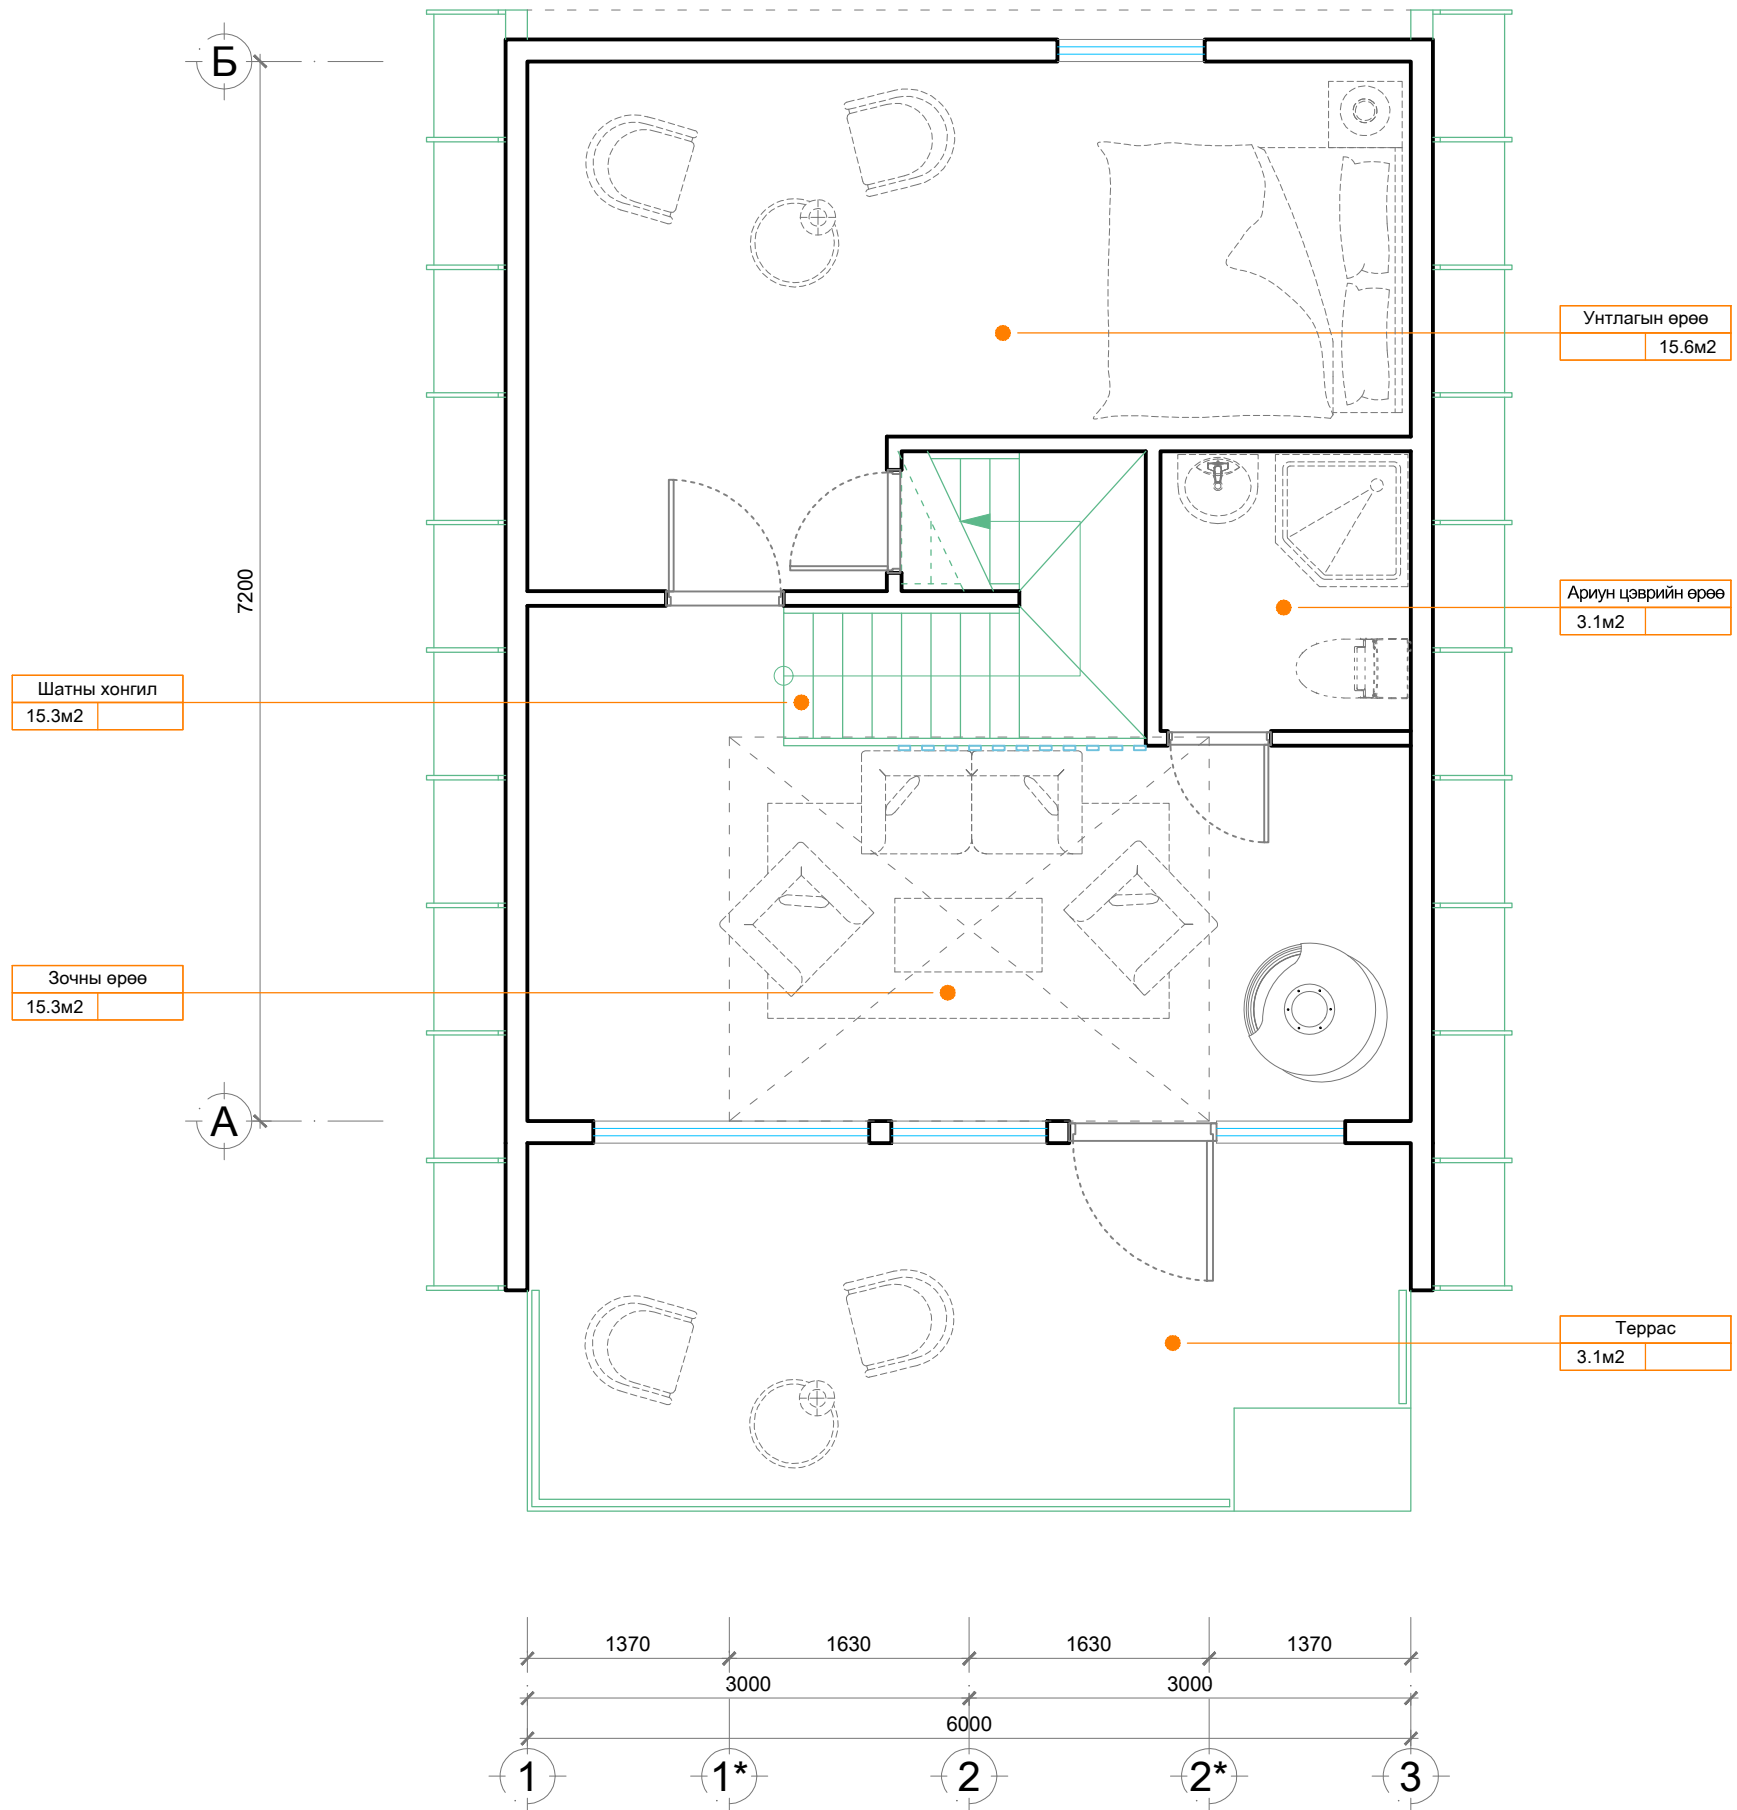 Б
Унтлагын өрөө
15.6м2
7200
Ариун цэврийн өрөө
3.1м2
Шатны хонгил
15.3м2
Зочны өрөө
15.3м2
А
Террас
3.1м2
1370 1630 1630 1370
3000 3000
6000
1 1* 2 2* 3